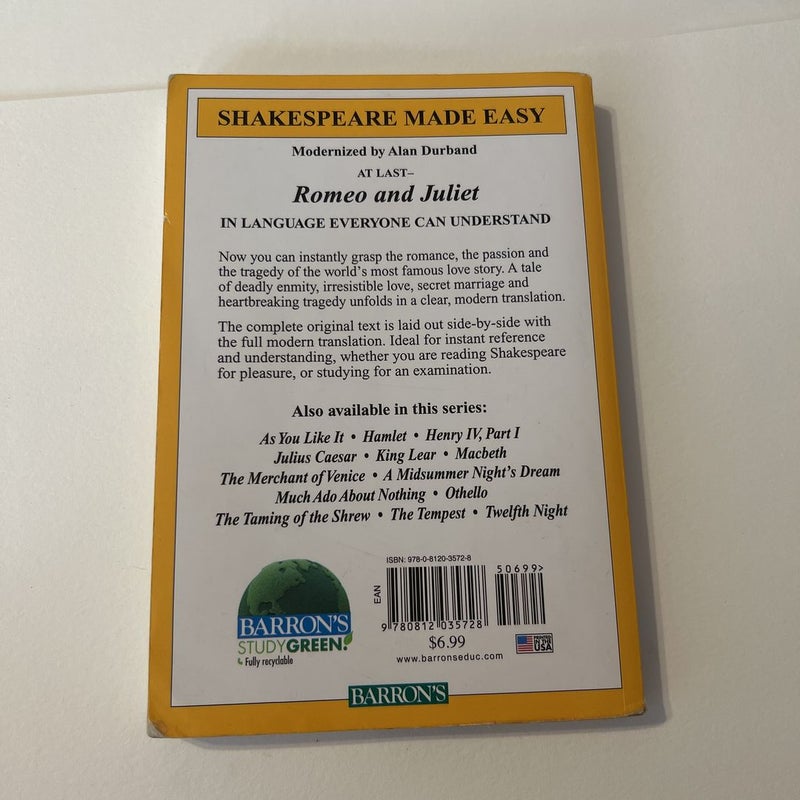 SHAKESPEARE MADE EASY
Modernized by Alan Durband
AT LAST–
Romeo and Juliet
IN LANGUAGE EVERYONE CAN UNDERSTAND
Now you can instantly grasp the romance, the passion and
the tragedy of the world's most famous love story. A tale
of deadly enmity, irresistible love, secret marriage and
heartbreaking tragedy unfolds in a clear, modern translation.
The complete original text is laid out side-by-side with
the full modern translation. Ideal for instant reference
and understanding, whether you are reading Shakespeare
for pleasure, or studying for an examination.
Also available in this series:
As You Like It • Hamlet • Henry IV, Part I
Julius Caesar • King Lear • Macbeth
The Merchant of Venice • A Midsummer Night's Dream
Much Ado About Nothing • Othello
The Taming of the Shrew • The Tempest • Twelfth Night
BARRON'S
STUDYGREEN!
Fully recyclable
ISBN: 978-0-8120-3572-8
50699>
EAN
9 780812 035728
$6.99
PRINTED
IN THE
USA
www.barronseduc.com
BARRON'S